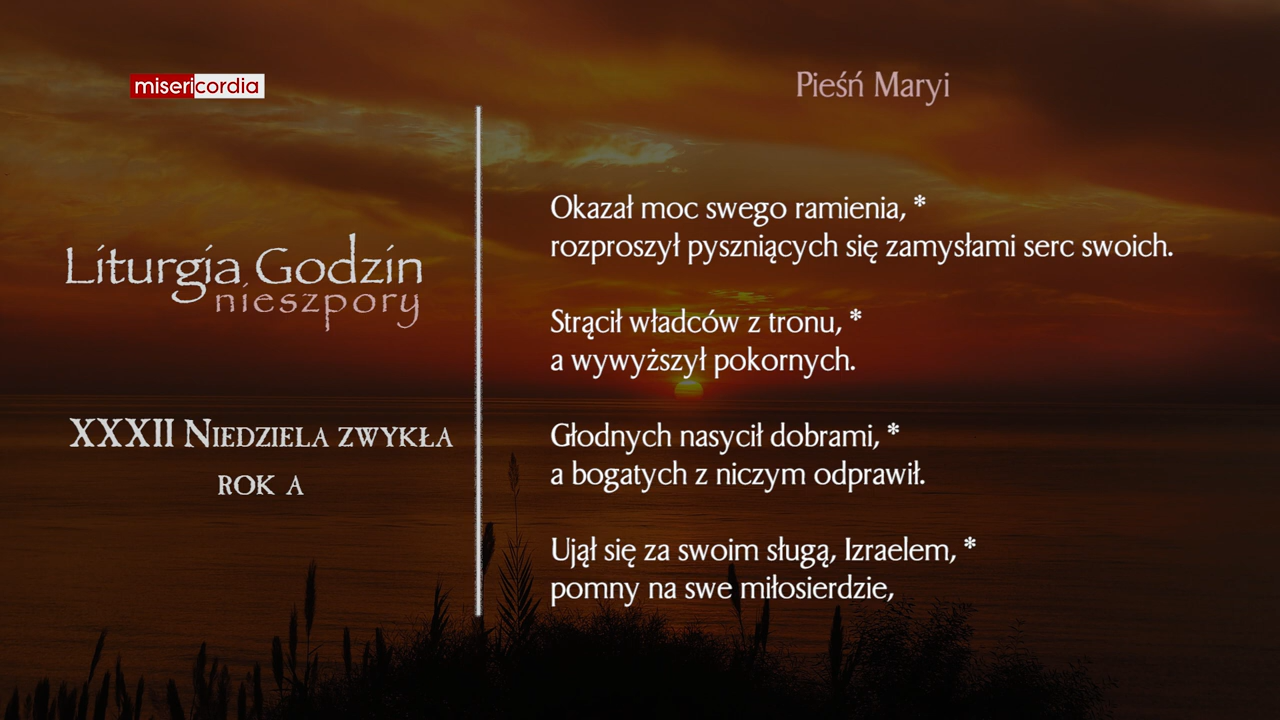 misericordia
Liturgia Godzin
nieszpory
XXXII Niedziela zwykła
rok a
Pieśń Maryi
Okazał moc swego ramienia, *
rozproszył pyszniących się zamysłami serc swoich.
Strącił władców z tronu, *
a wywyższył pokornych.
Głodnych nasycił dobrami, *
a bogatych z niczym odprawił.
Ujął się za swoim sługą, Izraelem, *
pomny na swe miłosierdzie,